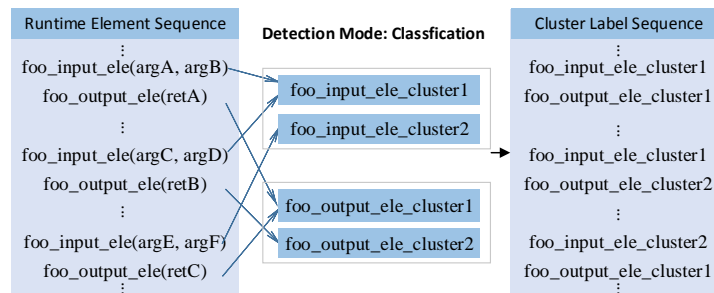 Runtime Element Sequence
⋮
foo_input_ele(argA, argB)
foo_output_ele(retA)
⋮
foo_input_ele(argC, argD)
foo_output_ele(retB)
⋮
foo_input_ele(argE, argF)
foo_output_ele(retC)
⋮
Detection Mode: Classfication
foo_input_ele_cluster1
foo_input_ele_cluster2
foo_output_ele_cluster1
foo_output_ele_cluster2
Cluster Label Sequence
⋮
foo_input_ele_cluster1
foo_output_ele_cluster1
⋮
foo_input_ele_cluster1
foo_output_ele_cluster2
⋮
foo_input_ele_cluster2
foo_output_ele_cluster1
⋮